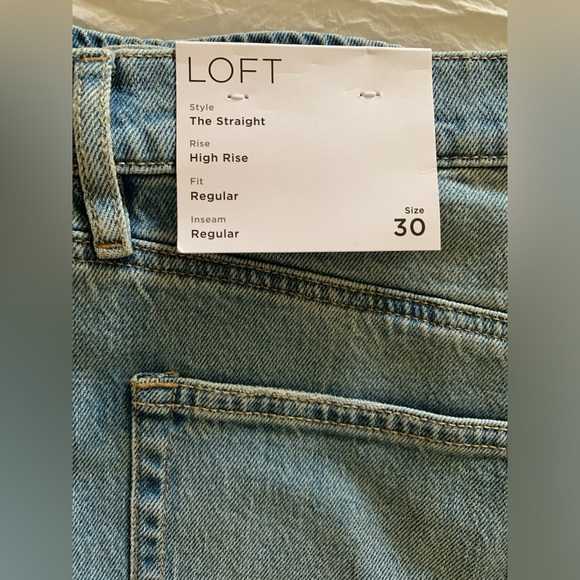 LOFT
Style
The Straight
Rise
High Rise
Fit
Regular
Inseam
Regular
Size
30